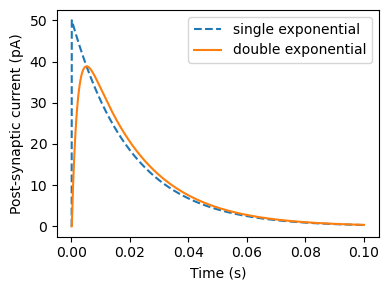 single exponential
double exponential
Post-synaptic current (pA)
50
40
30
20
10
0
0.00 0.02 0.04 0.06 0.08 0.10
Time (s)